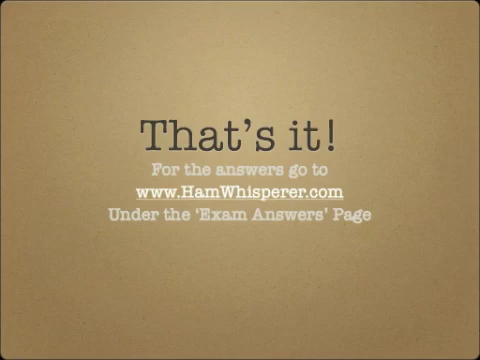 That's it!
For the answers go to
www.HamWhisperer.com
Under the ‘Exam Answers’ Page